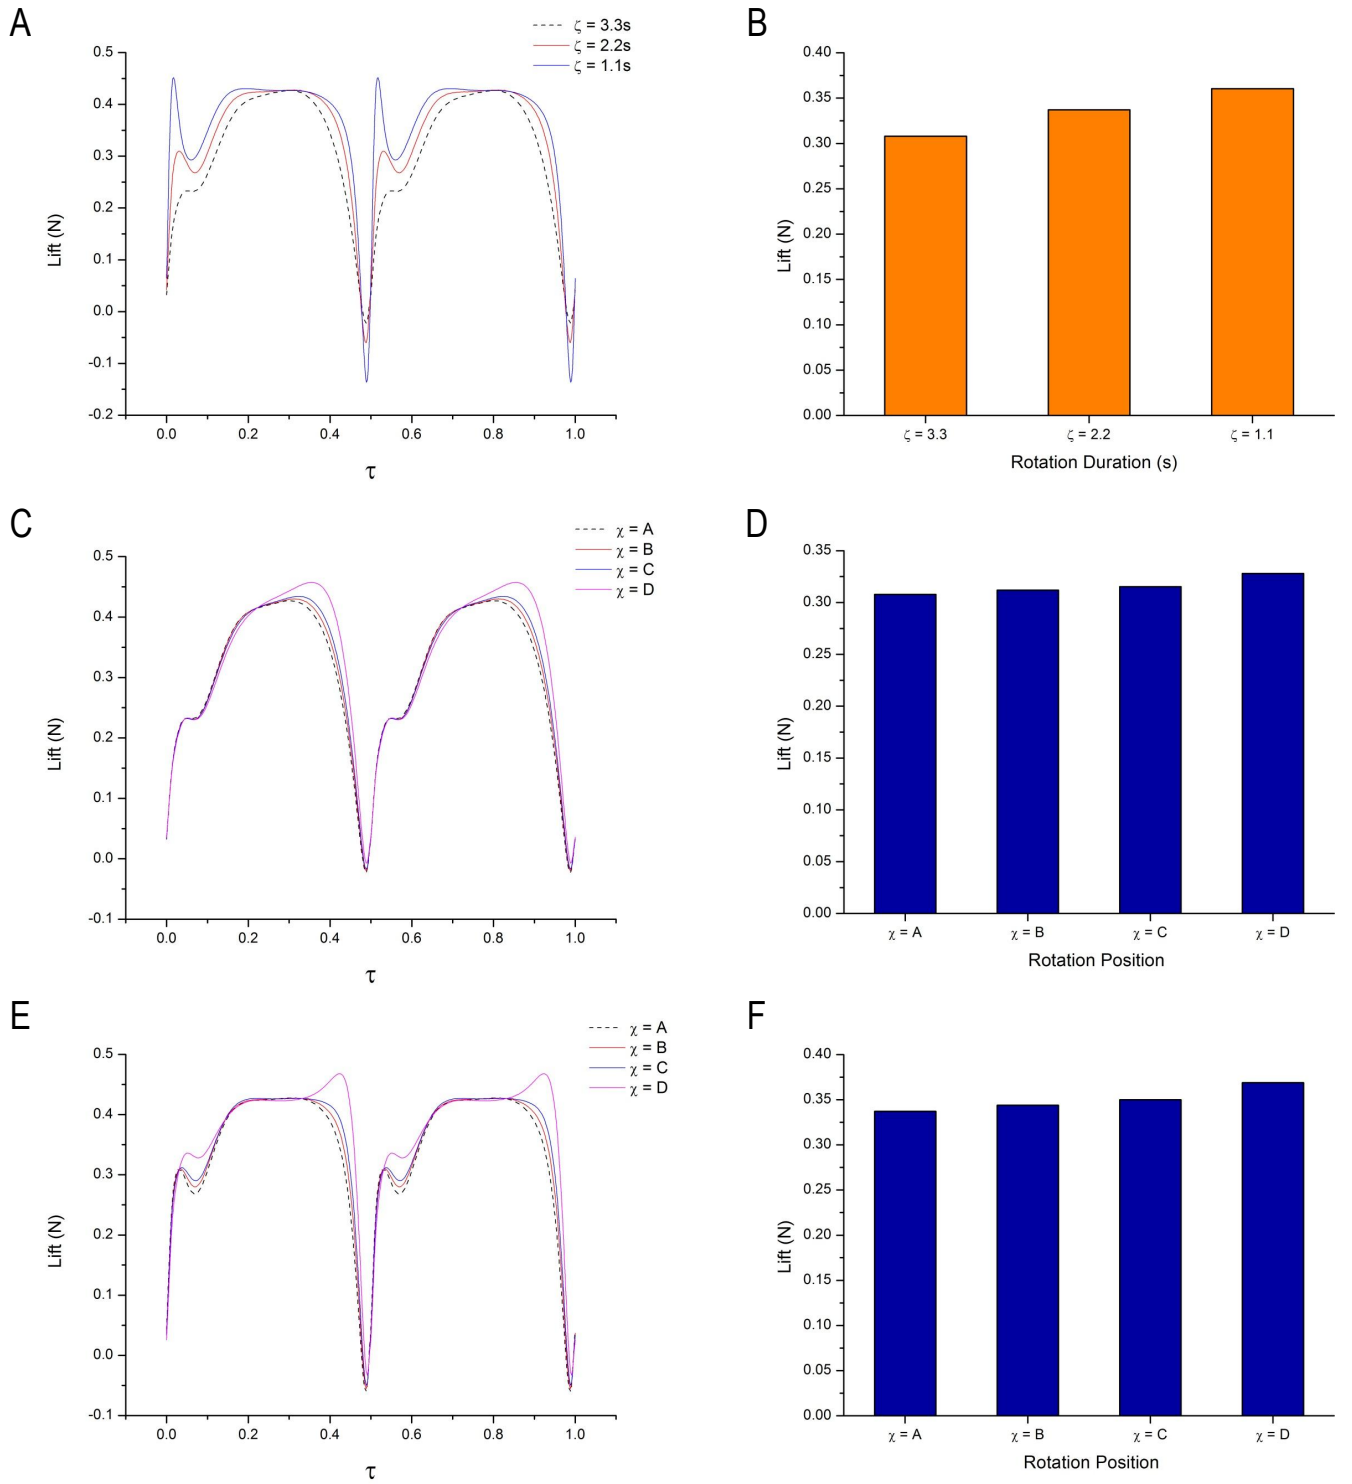 A
ζ = 3.3s
ζ = 2.2s
ζ = 1.1s
0.5
0.4
0.3
0.2
0.1
0.0
-0.1
-0.2
Lift (N)
0.0 0.2 0.4 0.6 0.8 1.0
τ
B
0.40
0.35
0.30
0.25
0.20
0.15
0.10
0.05
0.00
Lift (N)
ζ = 3.3 ζ = 2.2 ζ = 1.1
Rotation Duration (s)
C
χ = A
χ = B
χ = C
χ = D
0.5
0.4
0.3
0.2
0.1
0.0
-0.1
Lift (N)
0.0 0.2 0.4 0.6 0.8 1.0
τ
D
0.35
0.30
0.25
0.20
0.15
0.10
0.05
0.00
Lift (N)
χ = A χ = B χ = C χ = D
Rotation Position
E
χ = A
χ = B
χ = C
χ = D
0.5
0.4
0.3
0.2
0.1
0.0
-0.1
Lift (N)
0.0 0.2 0.4 0.6 0.8 1.0
τ
F
0.40
0.35
0.30
0.25
0.20
0.15
0.10
0.05
0.00
Lift (N)
χ = A χ = B χ = C χ = D
Rotation Position